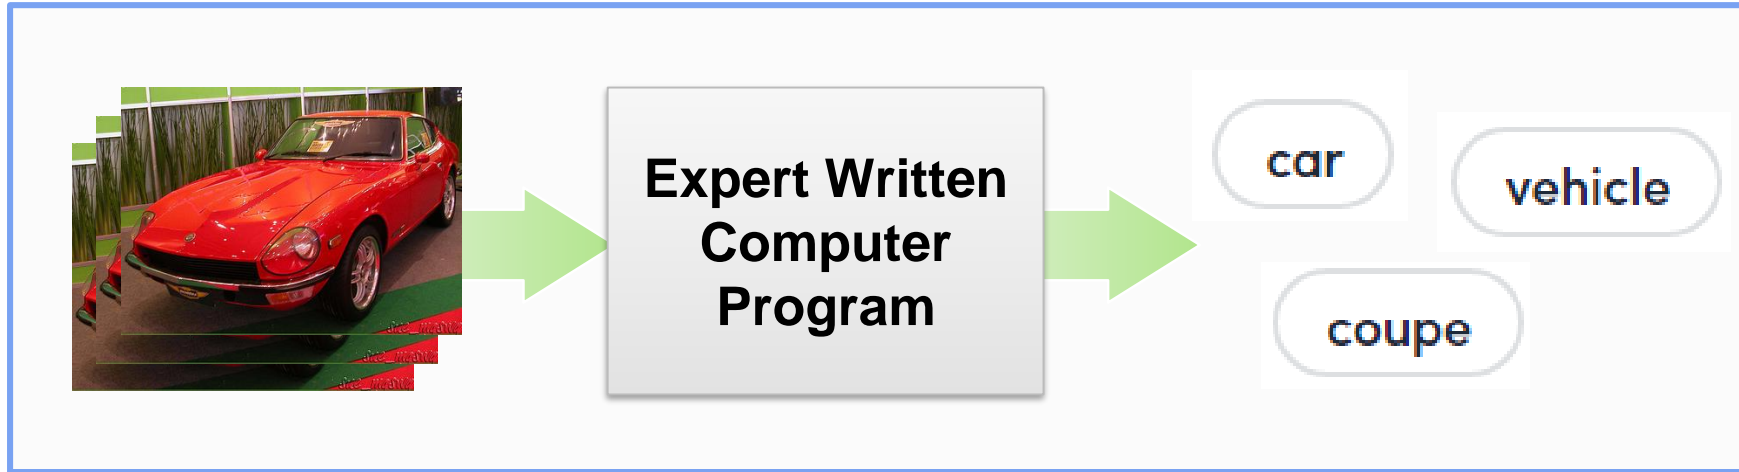 Expert Written
Computer
Program
car
vehicle
coupe